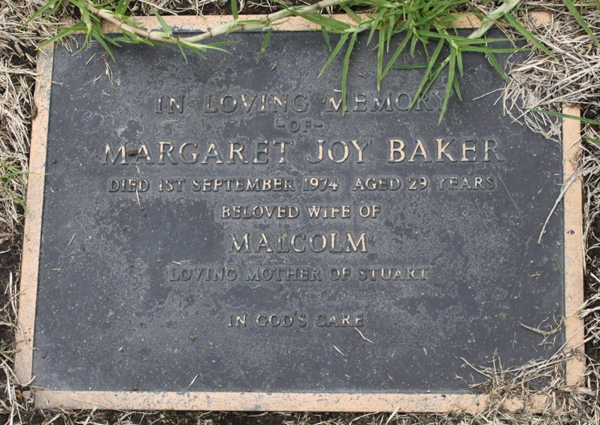 IN LOVING MEMORY
-OF-
MARGARET JOY BAKER
DIED 1ST SEPTEMBER 1974 AGED 29 YEARS
BELOVED WIFE OF
MALCOLM
LOVING MOTHER OF STUART
IN GOD'S CARE